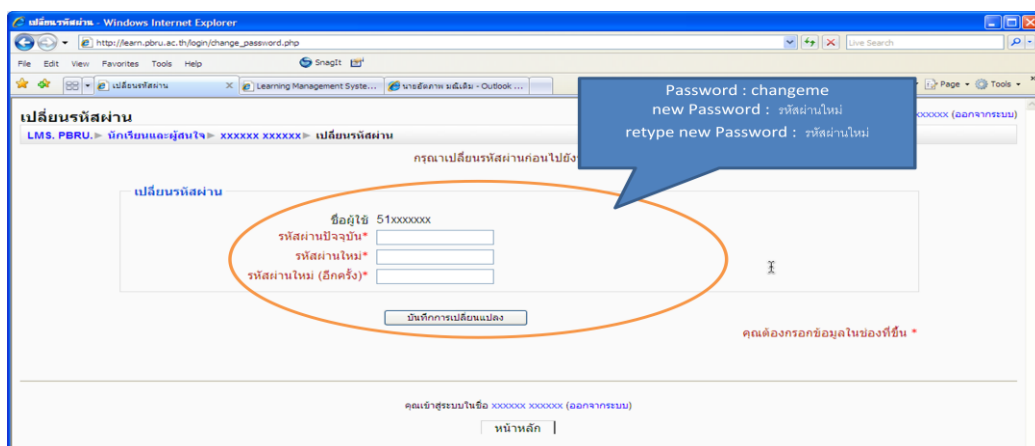 เปลี่ยนรหัสผ่าน - Windows Internet Explorer
http://learn.pbru.ac.th/login/change_password.php
Live Search
File Edit View Favorites Tools Help
SnagIt
เปลี่ยนรหัสผ่าน
Learning Management Syste...
- Outlook ...
Page
Tools
Password : changeme
new Password : รหัสผ่านใหม่
retype new Password : รหัสผ่านใหม่
เปลี่ยนรหัสผ่าน
xxxxxx (ออกจากระบบ)
LMS. PBRU.► นักเรียนและผู้สนใจ► xxxxxx xxxxxx► เปลี่ยนรหัสผ่าน
กรุณาเปลี่ยนรหัสผ่านก่อนไปยัง
เปลี่ยนรหัสผ่าน
ชื่อผู้ใช้ 51xxxxxxx
รหัสผ่านปัจจุบัน*
รหัสผ่านใหม่*
รหัสผ่านใหม่ (อีกครั้ง)*
บันทึกการเปลี่ยนแปลง
คุณต้องกรอกข้อมูลในช่องที่ขึ้น *
คุณเข้าสู่ระบบในชื่อ xxxxxx xxxxxx (ออกจากระบบ)
หน้าหลัก